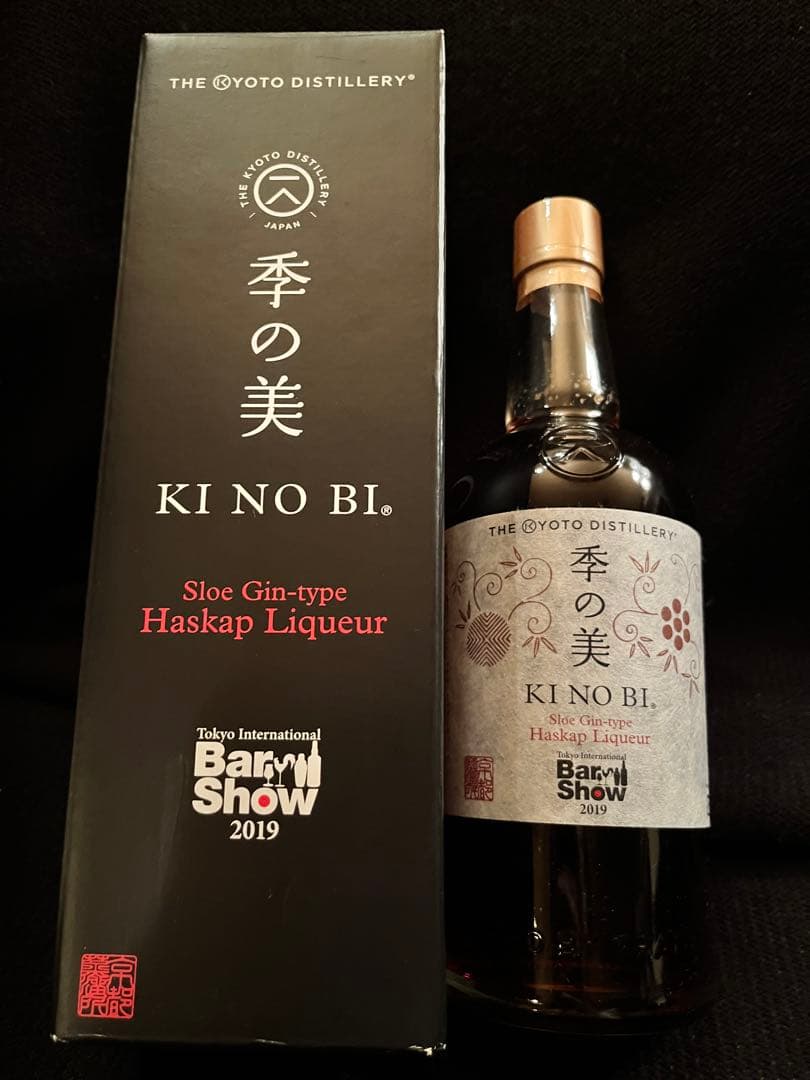 THE KYOTO DISTILLERY®
THE KYOTO DISTILLERY
JAPAN
季の美
KI NO BI®
Sloe Gin-type
Haskap Liqueur
Tokyo International
Bar
Show
2019
THE KYOTO DISTILLERY®
季の美
KI NO BI®
Sloe Gin-type
Haskap Liqueur
Tokyo International
Bar
Show
2019